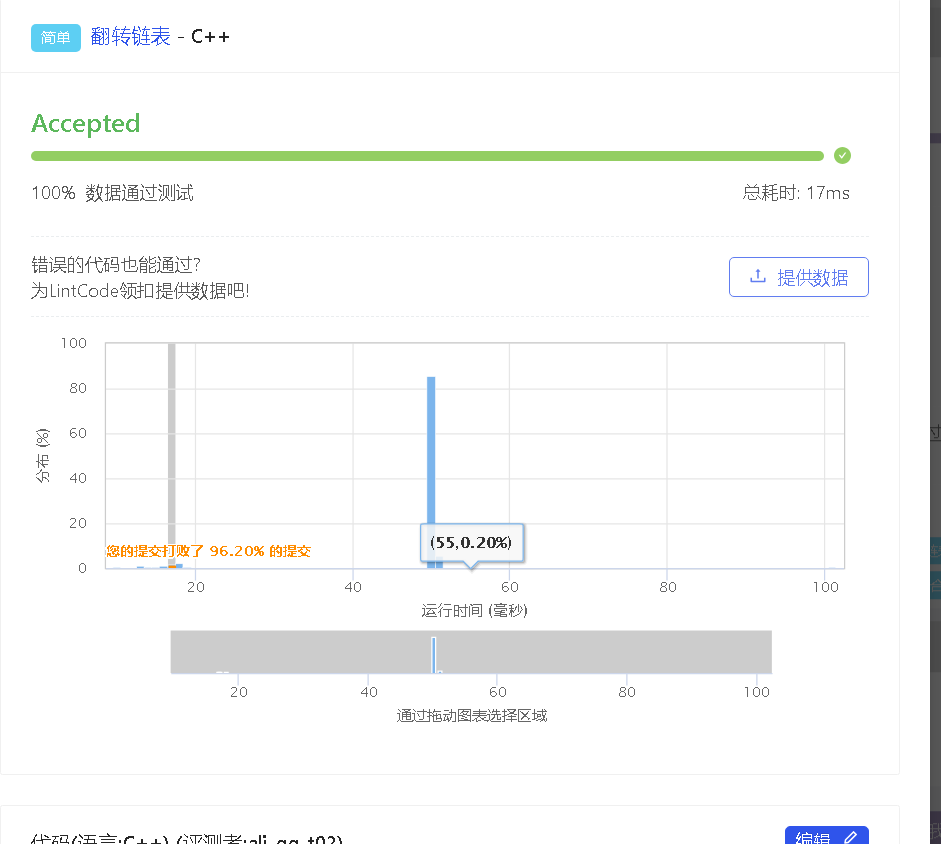 简单 翻转链表 - C++
Accepted
100% 数据通过测试 总耗时: 17ms
错误的代码也能通过?
为LintCode领扣提供数据吧!
提供数据
100
80
60
40
20
0
分布 (%)
您的提交打败了 96.20% 的提交
(55,0.20%)
20 40 60 80 100
运行时间 (毫秒)
20 40 60 80 100
通过拖动图表选择区域
代码(语言:C++) (评测者:ali_gg_t02)
编辑